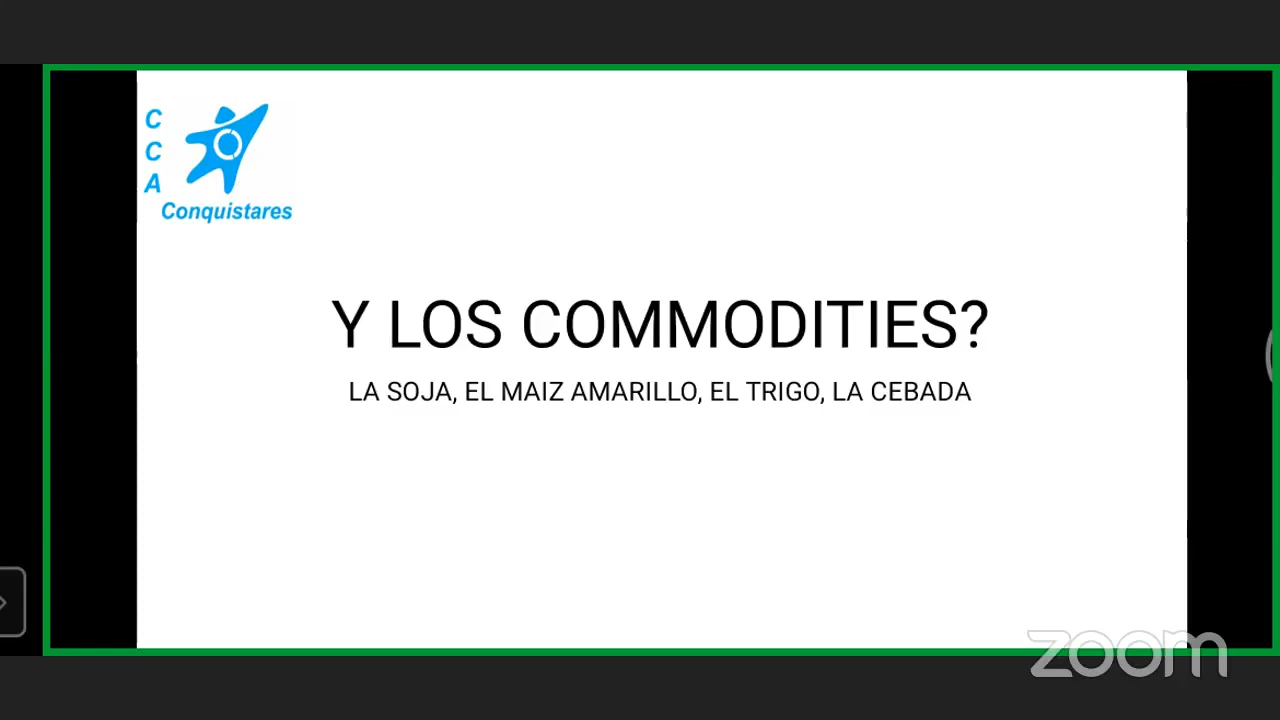 C
C
A
Conquistares
Y LOS COMMODITIES?
LA SOJA, EL MAIZ AMARILLO, EL TRIGO, LA CEBADA
zoom